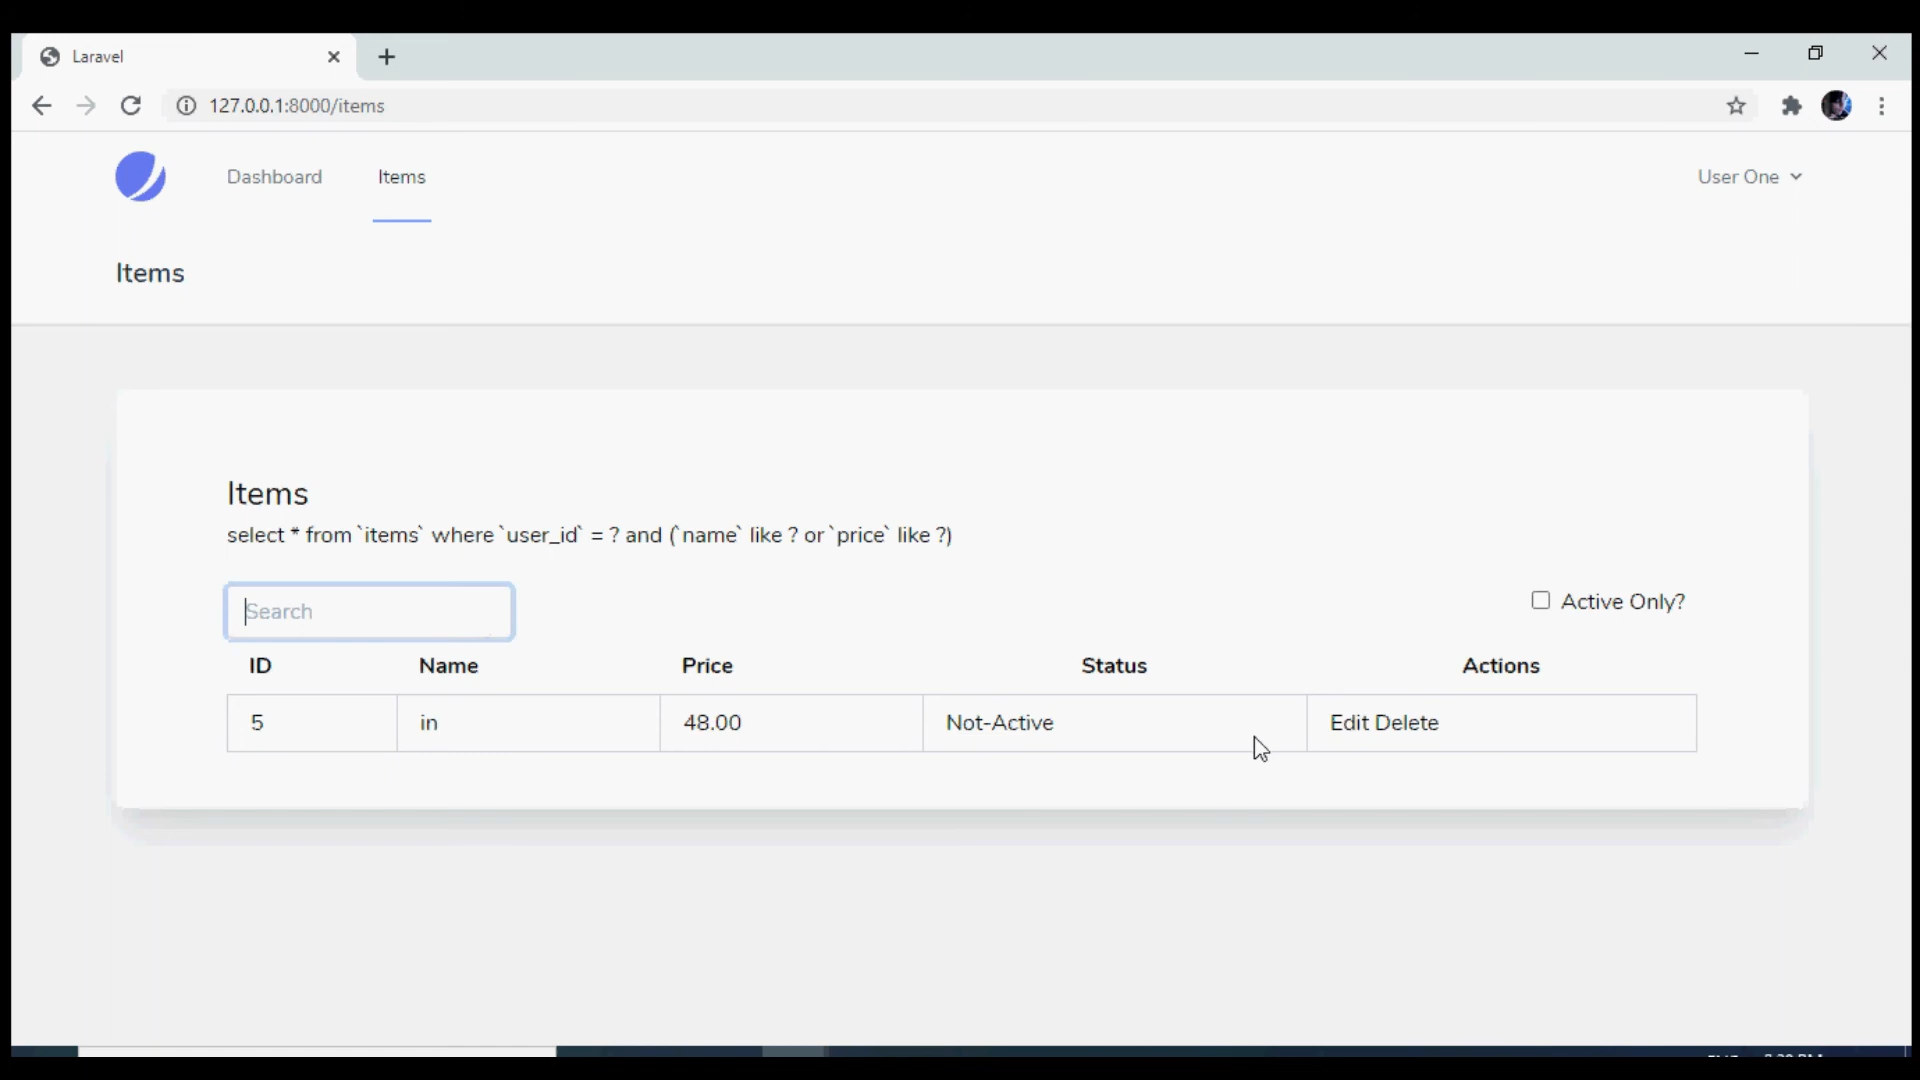 Laravel
127.0.0.1:8000/items
Dashboard Items User One
Items
Items
select * from `items` where `user_id` = ? and (`name` like ? or `price` like ?)
Search Active Only?
ID Name Price Status Actions
5 in 48.00 Not-Active Edit Delete